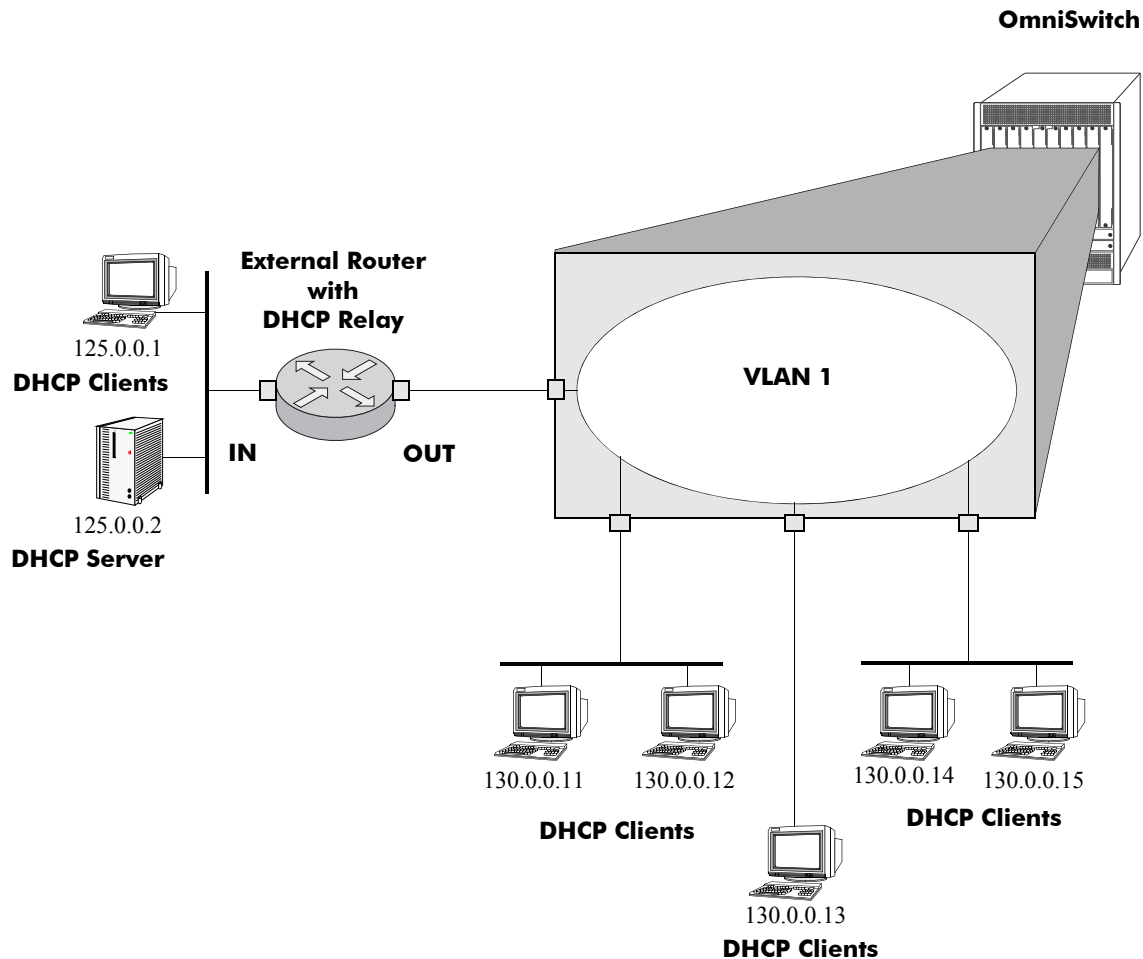 OmniSwitch
External Router
with
DHCP Relay
125.0.0.1
DHCP Clients
VLAN 1
IN
OUT
125.0.0.2
DHCP Server
130.0.0.11
130.0.0.12
130.0.0.14
130.0.0.15
DHCP Clients
DHCP Clients
130.0.0.13
DHCP Clients